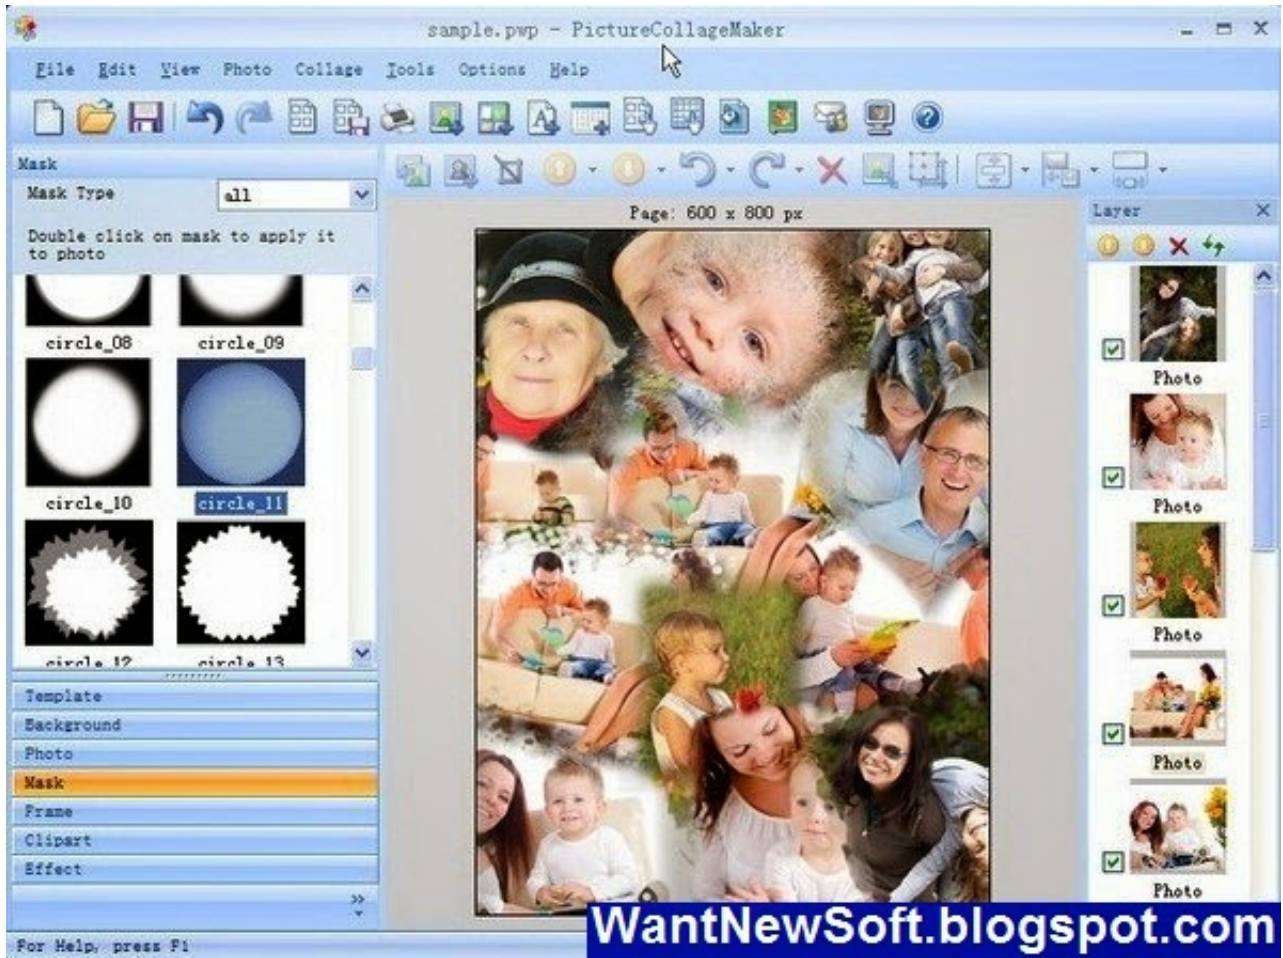 sample.pwp - PictureCollageMaker
File Edit View Photo Collage Tools Options Help
Mask
Mask Type all
Double click on mask to apply it
to photo
circle_08 circle_09
circle_10 circle_11
circle_12 circle_13
Template
Background
Photo
Mask
Frame
Clipart
Effect
For Help, press F1
Page: 600 x 800 px
Layer
Photo
Photo
Photo
Photo
Photo
WantNewSoft.blogspot.com